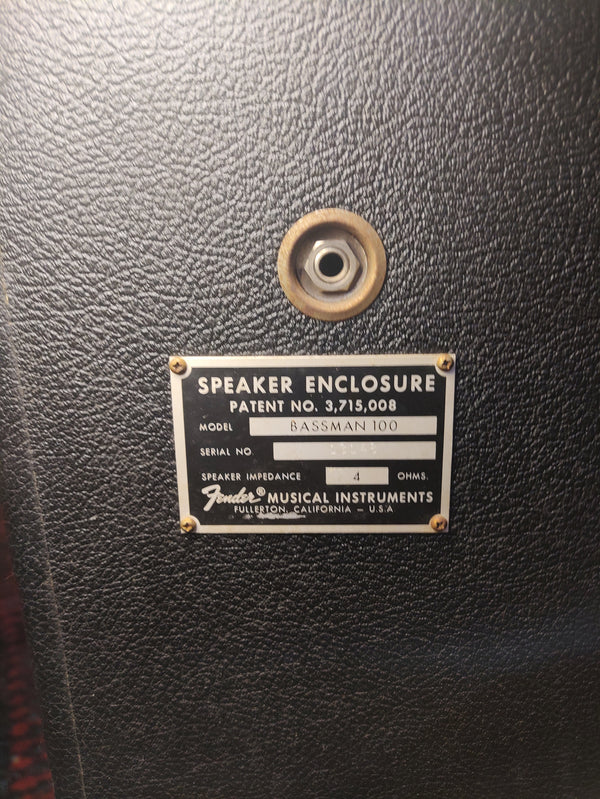 SPEAKER ENCLOSURE
PATENT NO. 3,715,008
MODEL BASSMAN 100
SERIAL NO.
SPEAKER IMPEDANCE 4 OHMS.
Fender® MUSICAL INSTRUMENTS
FULLERTON, CALIFORNIA — U.S.A